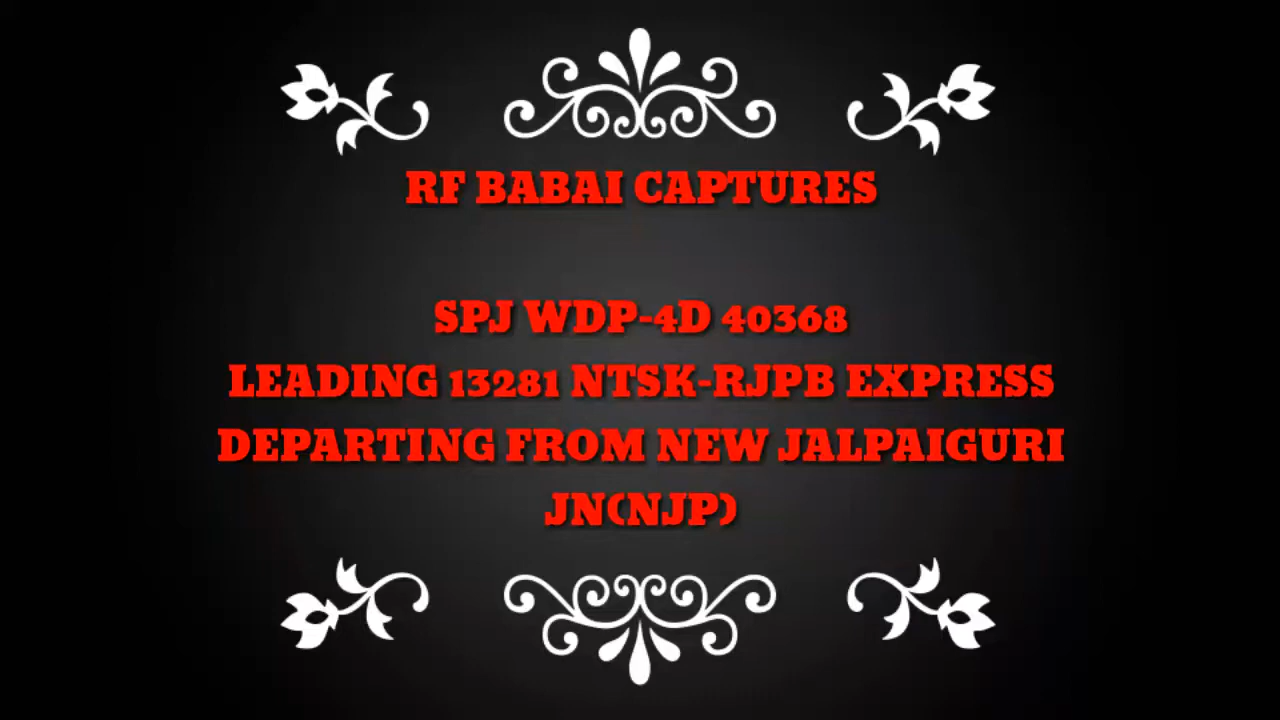 RF BABAI CAPTURES
SPJ WDP-4D 40368
LEADING 13281 NTSK-RJPB EXPRESS
DEPARTING FROM NEW JALPAIGURI
JN(NJP)